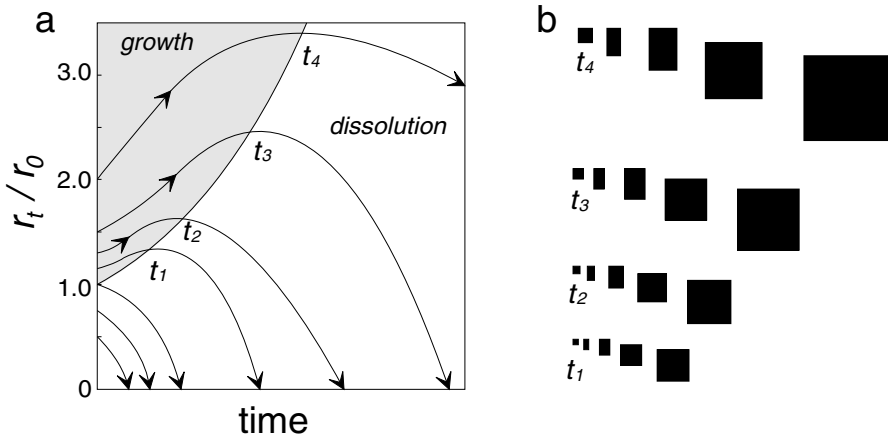 a
growth
dissolution
t4
t3
t2
t1
3.0
2.0
1.0
0
rt / r0
time
b
t4
t3
t2
t1